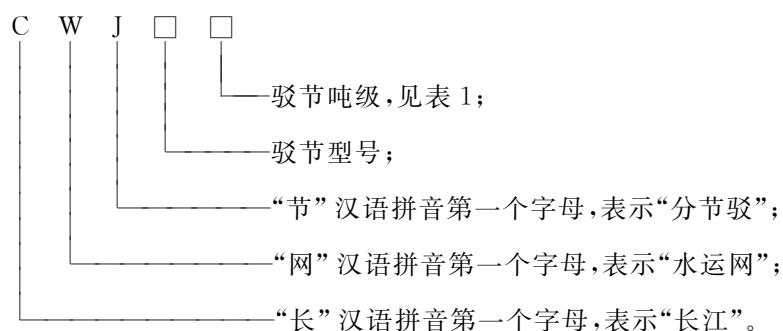 C W J □ □
驳节吨级,见表 1;
驳节型号;
“节”汉语拼音第一个字母,表示“分节驳”;
“网”汉语拼音第一个字母,表示“水运网”;
“长”汉语拼音第一个字母,表示“长江”。